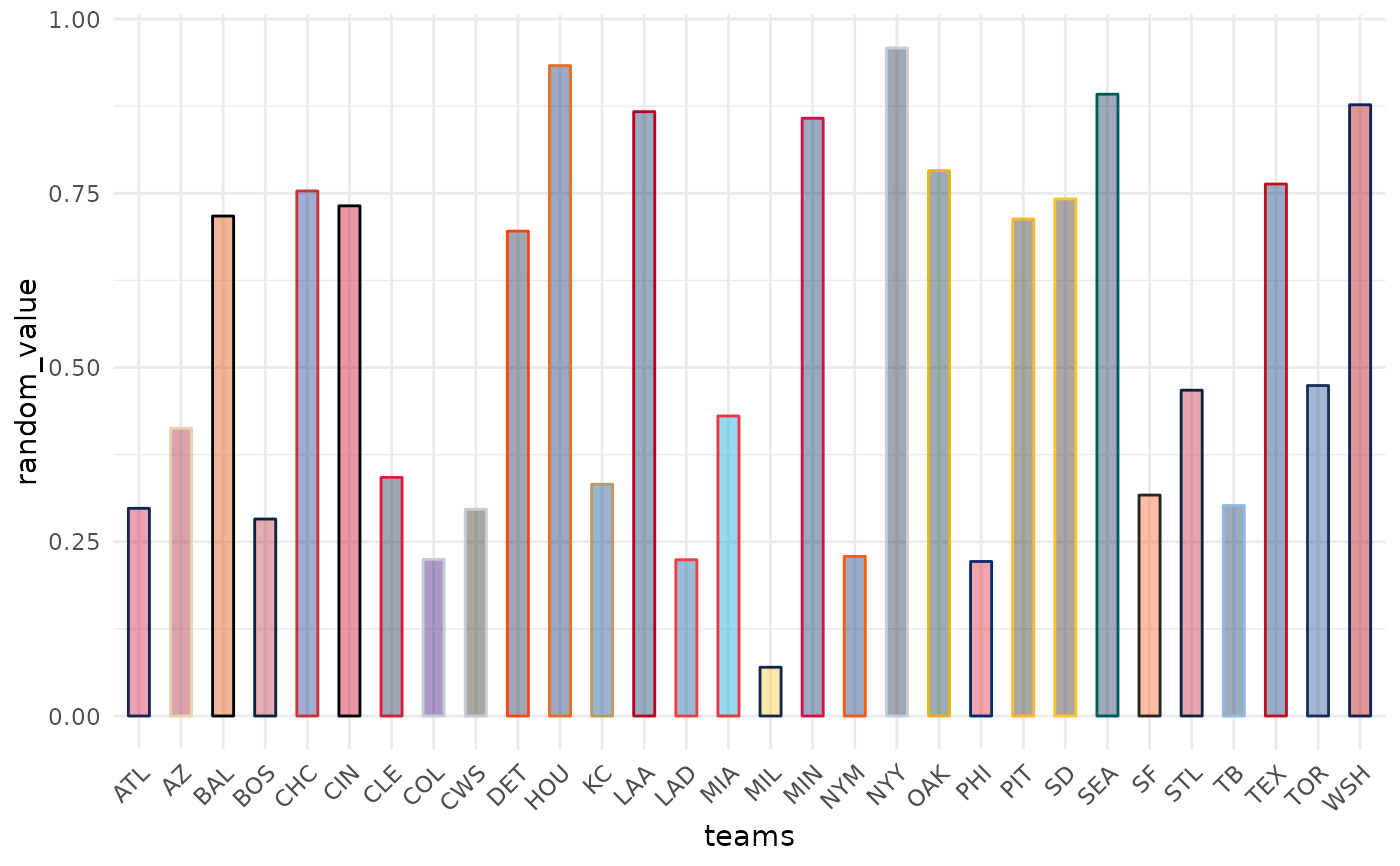 1.00
0.75
0.50
0.25
0.00
random_value
ATL
AZ
BAL
BOS
CHC
CIN
CLE
COL
CWS
DET
HOU
KC
LAA
LAD
MIA
MIL
MIN
NYM
NYY
OAK
PHI
PIT
SD
SEA
SF
STL
TB
TEX
TOR
WSH
teams